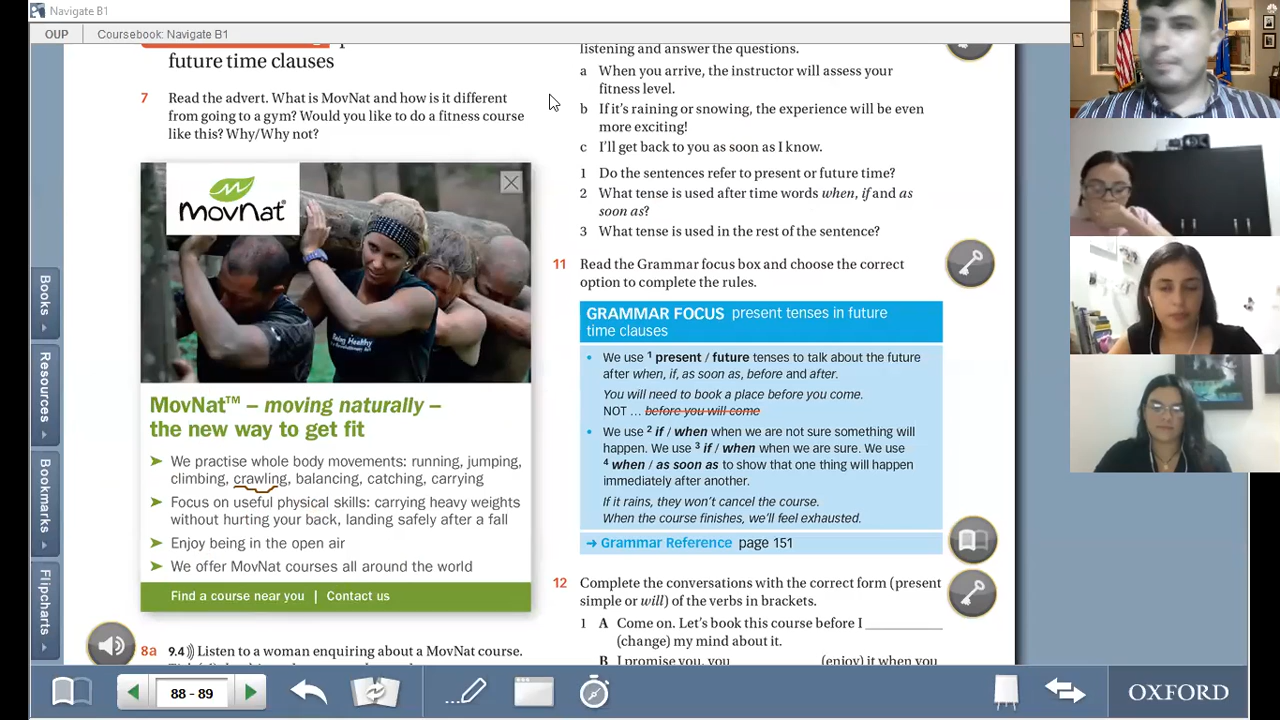 Navigate B1
OUP
Coursebook: Navigate B1
future time clauses
7 Read the advert. What is MovNat and how is it different
from going to a gym? Would you like to do a fitness course
like this? Why/Why not?
movnat®
Being Healthy
MovNat™ – moving naturally –
the new way to get fit
➤ We practise whole body movements: running, jumping,
climbing, crawling, balancing, catching, carrying
➤ Focus on useful physical skills: carrying heavy weights
without hurting your back, landing safely after a fall
➤ Enjoy being in the open air
➤ We offer MovNat courses all around the world
Find a course near you | Contact us
8a 9.4 Listen to a woman enquiring about a MovNat course.
listening and answer the questions.
a When you arrive, the instructor will assess your
fitness level.
b If it's raining or snowing, the experience will be even
more exciting!
c I'll get back to you as soon as I know.
1 Do the sentences refer to present or future time?
2 What tense is used after time words when, if and as
soon as?
3 What tense is used in the rest of the sentence?
11 Read the Grammar focus box and choose the correct
option to complete the rules.
GRAMMAR FOCUS present tenses in future
time clauses
• We use 1 present / future tenses to talk about the future
after when, if, as soon as, before and after.
You will need to book a place before you come.
NOT … before you will come
• We use 2 if / when when we are not sure something will
happen. We use 3 if / when when we are sure. We use
4 when / as soon as to show that one thing will happen
immediately after another.
If it rains, they won't cancel the course.
When the course finishes, we'll feel exhausted.
→ Grammar Reference page 151
12 Complete the conversations with the correct form (present
simple or will) of the verbs in brackets.
1 A Come on. Let's book this course before I ____________
(change) my mind about it.
B I promise you, you ____________ (enjoy) it when you
Books
Resources
Bookmarks
Flipcharts
88 - 89
OXFORD